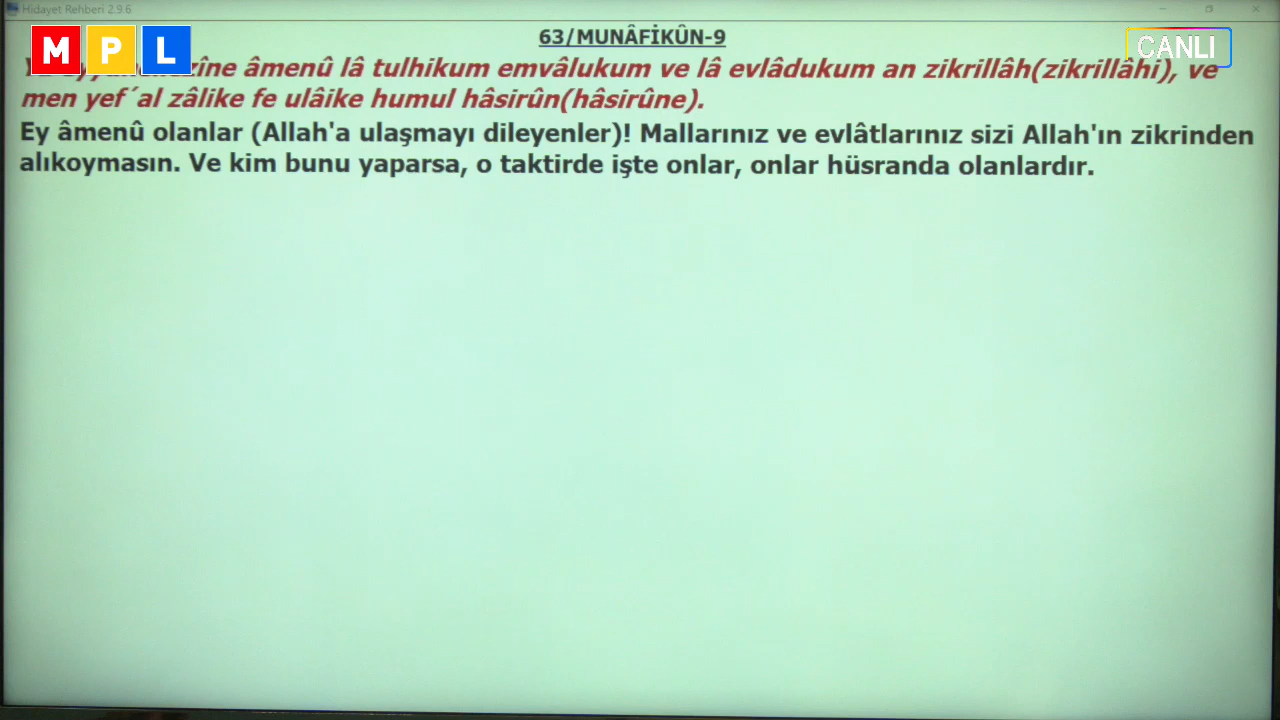 Hidayet Rehberi 2.9.6
MPL
CANLI
63/MUNÂFİKÛN-9
âmenû lâ tulhikum emvâlukum ve lâ evlâdukum an zikrillâh(zikrillâhi), ve
men yef´al zâlike fe ulâike humul hâsirûn(hâsirûne).
Ey âmenû olanlar (Allah'a ulaşmayı dileyenler)! Mallarınız ve evlâtlarınız sizi Allah'ın zikrinden
alıkoymasın. Ve kim bunu yaparsa, o taktirde işte onlar, onlar hüsranda olanlardır.